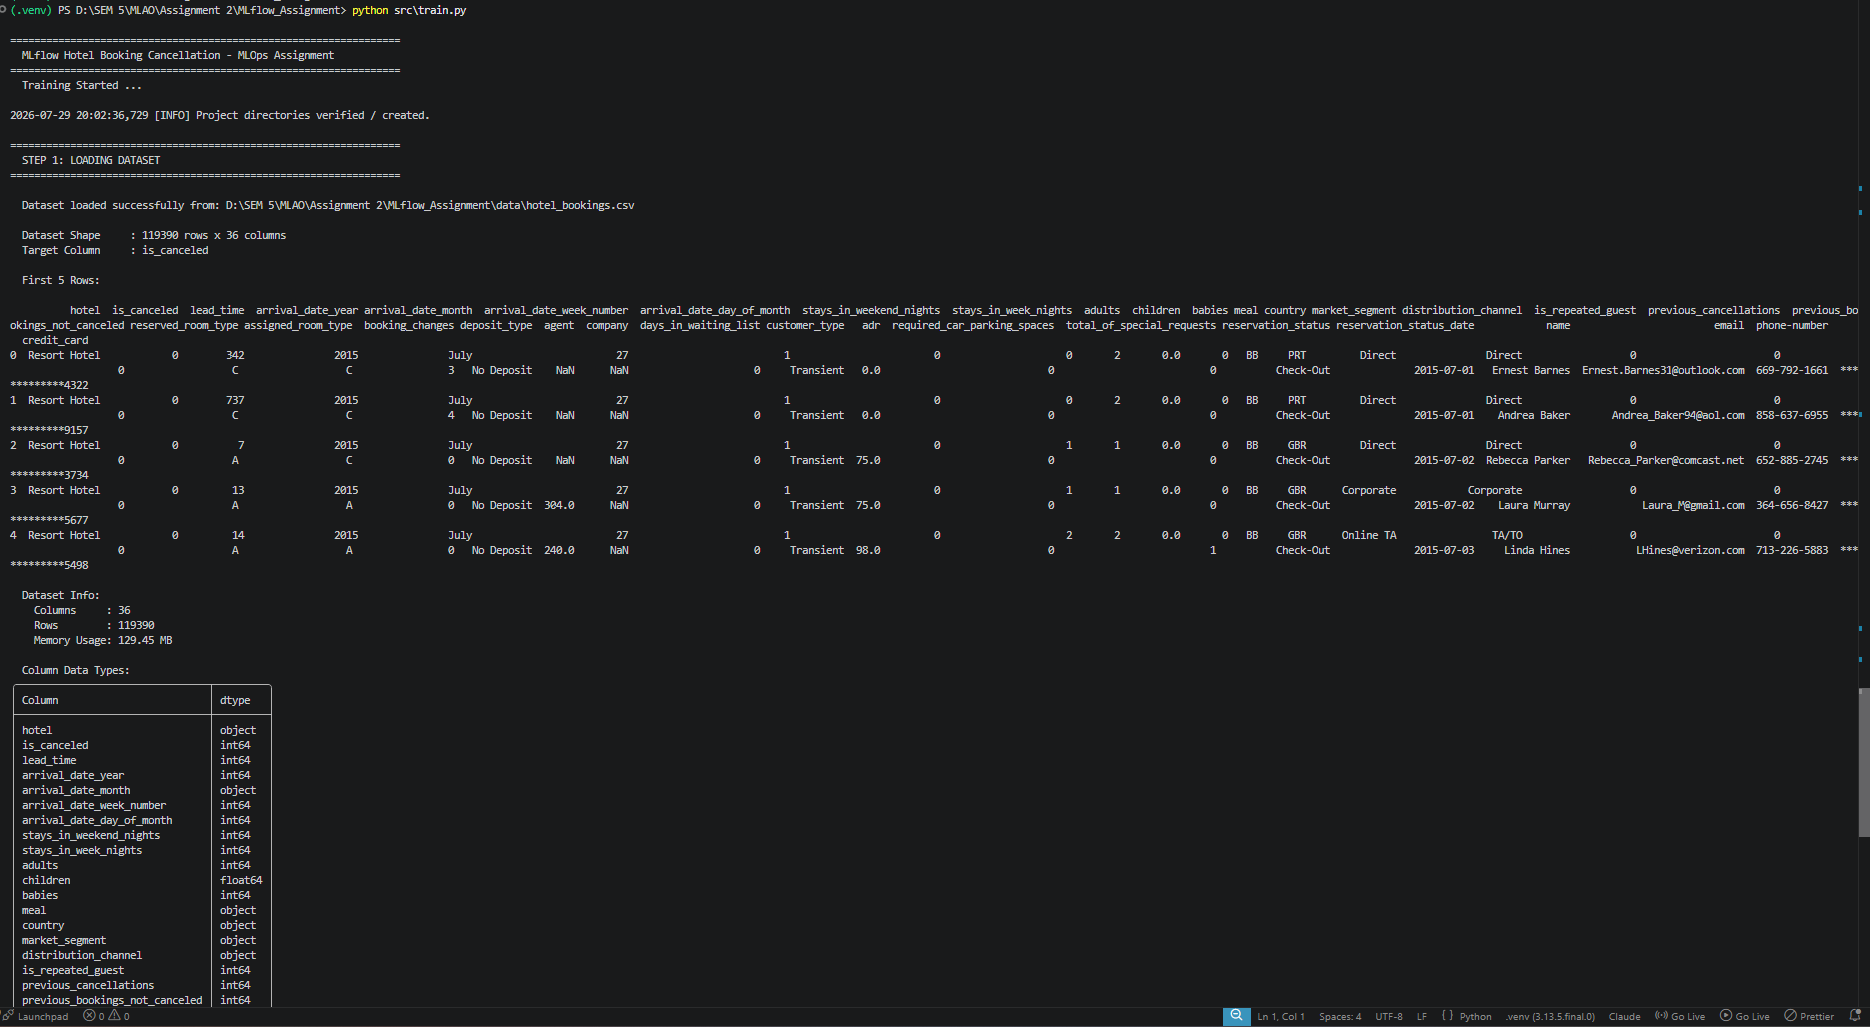 (.venv) PS D:\SEM 5\MLAO\Assignment 2\MLflow_Assignment> python src\train.py
=================================================================
MLflow Hotel Booking Cancellation - MLOps Assignment
=================================================================
Training Started ...
2026-07-29 20:02:36,729 [INFO] Project directories verified / created.
=================================================================
STEP 1: LOADING DATASET
=================================================================
Dataset loaded successfully from: D:\SEM 5\MLAO\Assignment 2\MLflow_Assignment\data\hotel_bookings.csv
Dataset Shape     : 119390 rows x 36 columns
Target Column     : is_canceled
First 5 Rows:
hotel  is_canceled  lead_time  arrival_date_year arrival_date_month  arrival_date_week_number  arrival_date_day_of_month  stays_in_weekend_nights  stays_in_week_nights  adults  children  babies meal country market_segment distribution_channel  is_repeated_guest  previous_cancellations  previous_bo
okings_not_canceled reserved_room_type assigned_room_type  booking_changes deposit_type  agent  company  days_in_waiting_list customer_type   adr  required_car_parking_spaces  total_of_special_requests reservation_status reservation_status_date            name                        email  phone-number
credit_card
0  Resort Hotel            0        342               2015               July                        27                          1                        0                     0       2       0.0       0   BB     PRT         Direct               Direct                  0                       0
0                  C                  C                3   No Deposit    NaN      NaN                     0     Transient   0.0                          0                          0          Check-Out              2015-07-01   Ernest Barnes  Ernest.Barnes31@outlook.com  669-792-1661  ***
*********4322
1  Resort Hotel            0        737               2015               July                        27                          1                        0                     0       2       0.0       0   BB     PRT         Direct               Direct                  0                       0
0                  C                  C                4   No Deposit    NaN      NaN                     0     Transient   0.0                          0                          0          Check-Out              2015-07-01    Andrea Baker       Andrea_Baker94@aol.com  858-637-6955  ***
*********9157
2  Resort Hotel            0          7               2015               July                        27                          1                        0                     1       1       0.0       0   BB     GBR         Direct               Direct                  0                       0
0                  A                  C                0   No Deposit    NaN      NaN                     0     Transient  75.0                          0                          0          Check-Out              2015-07-02  Rebecca Parker   Rebecca_Parker@comcast.net  652-885-2745  ***
*********3734
3  Resort Hotel            0         13               2015               July                        27                          1                        0                     1       1       0.0       0   BB     GBR      Corporate            Corporate                  0                       0
0                  A                  A                0   No Deposit  304.0      NaN                     0     Transient  75.0                          0                          0          Check-Out              2015-07-02    Laura Murray            Laura_M@gmail.com  364-656-8427  ***
*********5677
4  Resort Hotel            0         14               2015               July                        27                          1                        0                     2       2       0.0       0   BB     GBR      Online TA                TA/TO                  0                       0
0                  A                  A                0   No Deposit  240.0      NaN                     0     Transient  98.0                          0                          1          Check-Out              2015-07-03     Linda Hines           LHines@verizon.com  713-226-5883  ***
*********5498
Dataset Info:
Columns     : 36
Rows        : 119390
Memory Usage: 129.45 MB
Column Data Types:
Column dtype
hotel object
is_canceled int64
lead_time int64
arrival_date_year int64
arrival_date_month object
arrival_date_week_number int64
arrival_date_day_of_month int64
stays_in_weekend_nights int64
stays_in_week_nights int64
adults int64
children float64
babies int64
meal object
country object
market_segment object
distribution_channel object
is_repeated_guest int64
previous_cancellations int64
previous_bookings_not_canceled int64
Launchpad 0 0 Ln 1, Col 1 Spaces: 4 UTF-8 LF { } Python .venv (3.13.5.final.0) Claude Go Live Go Live Prettier